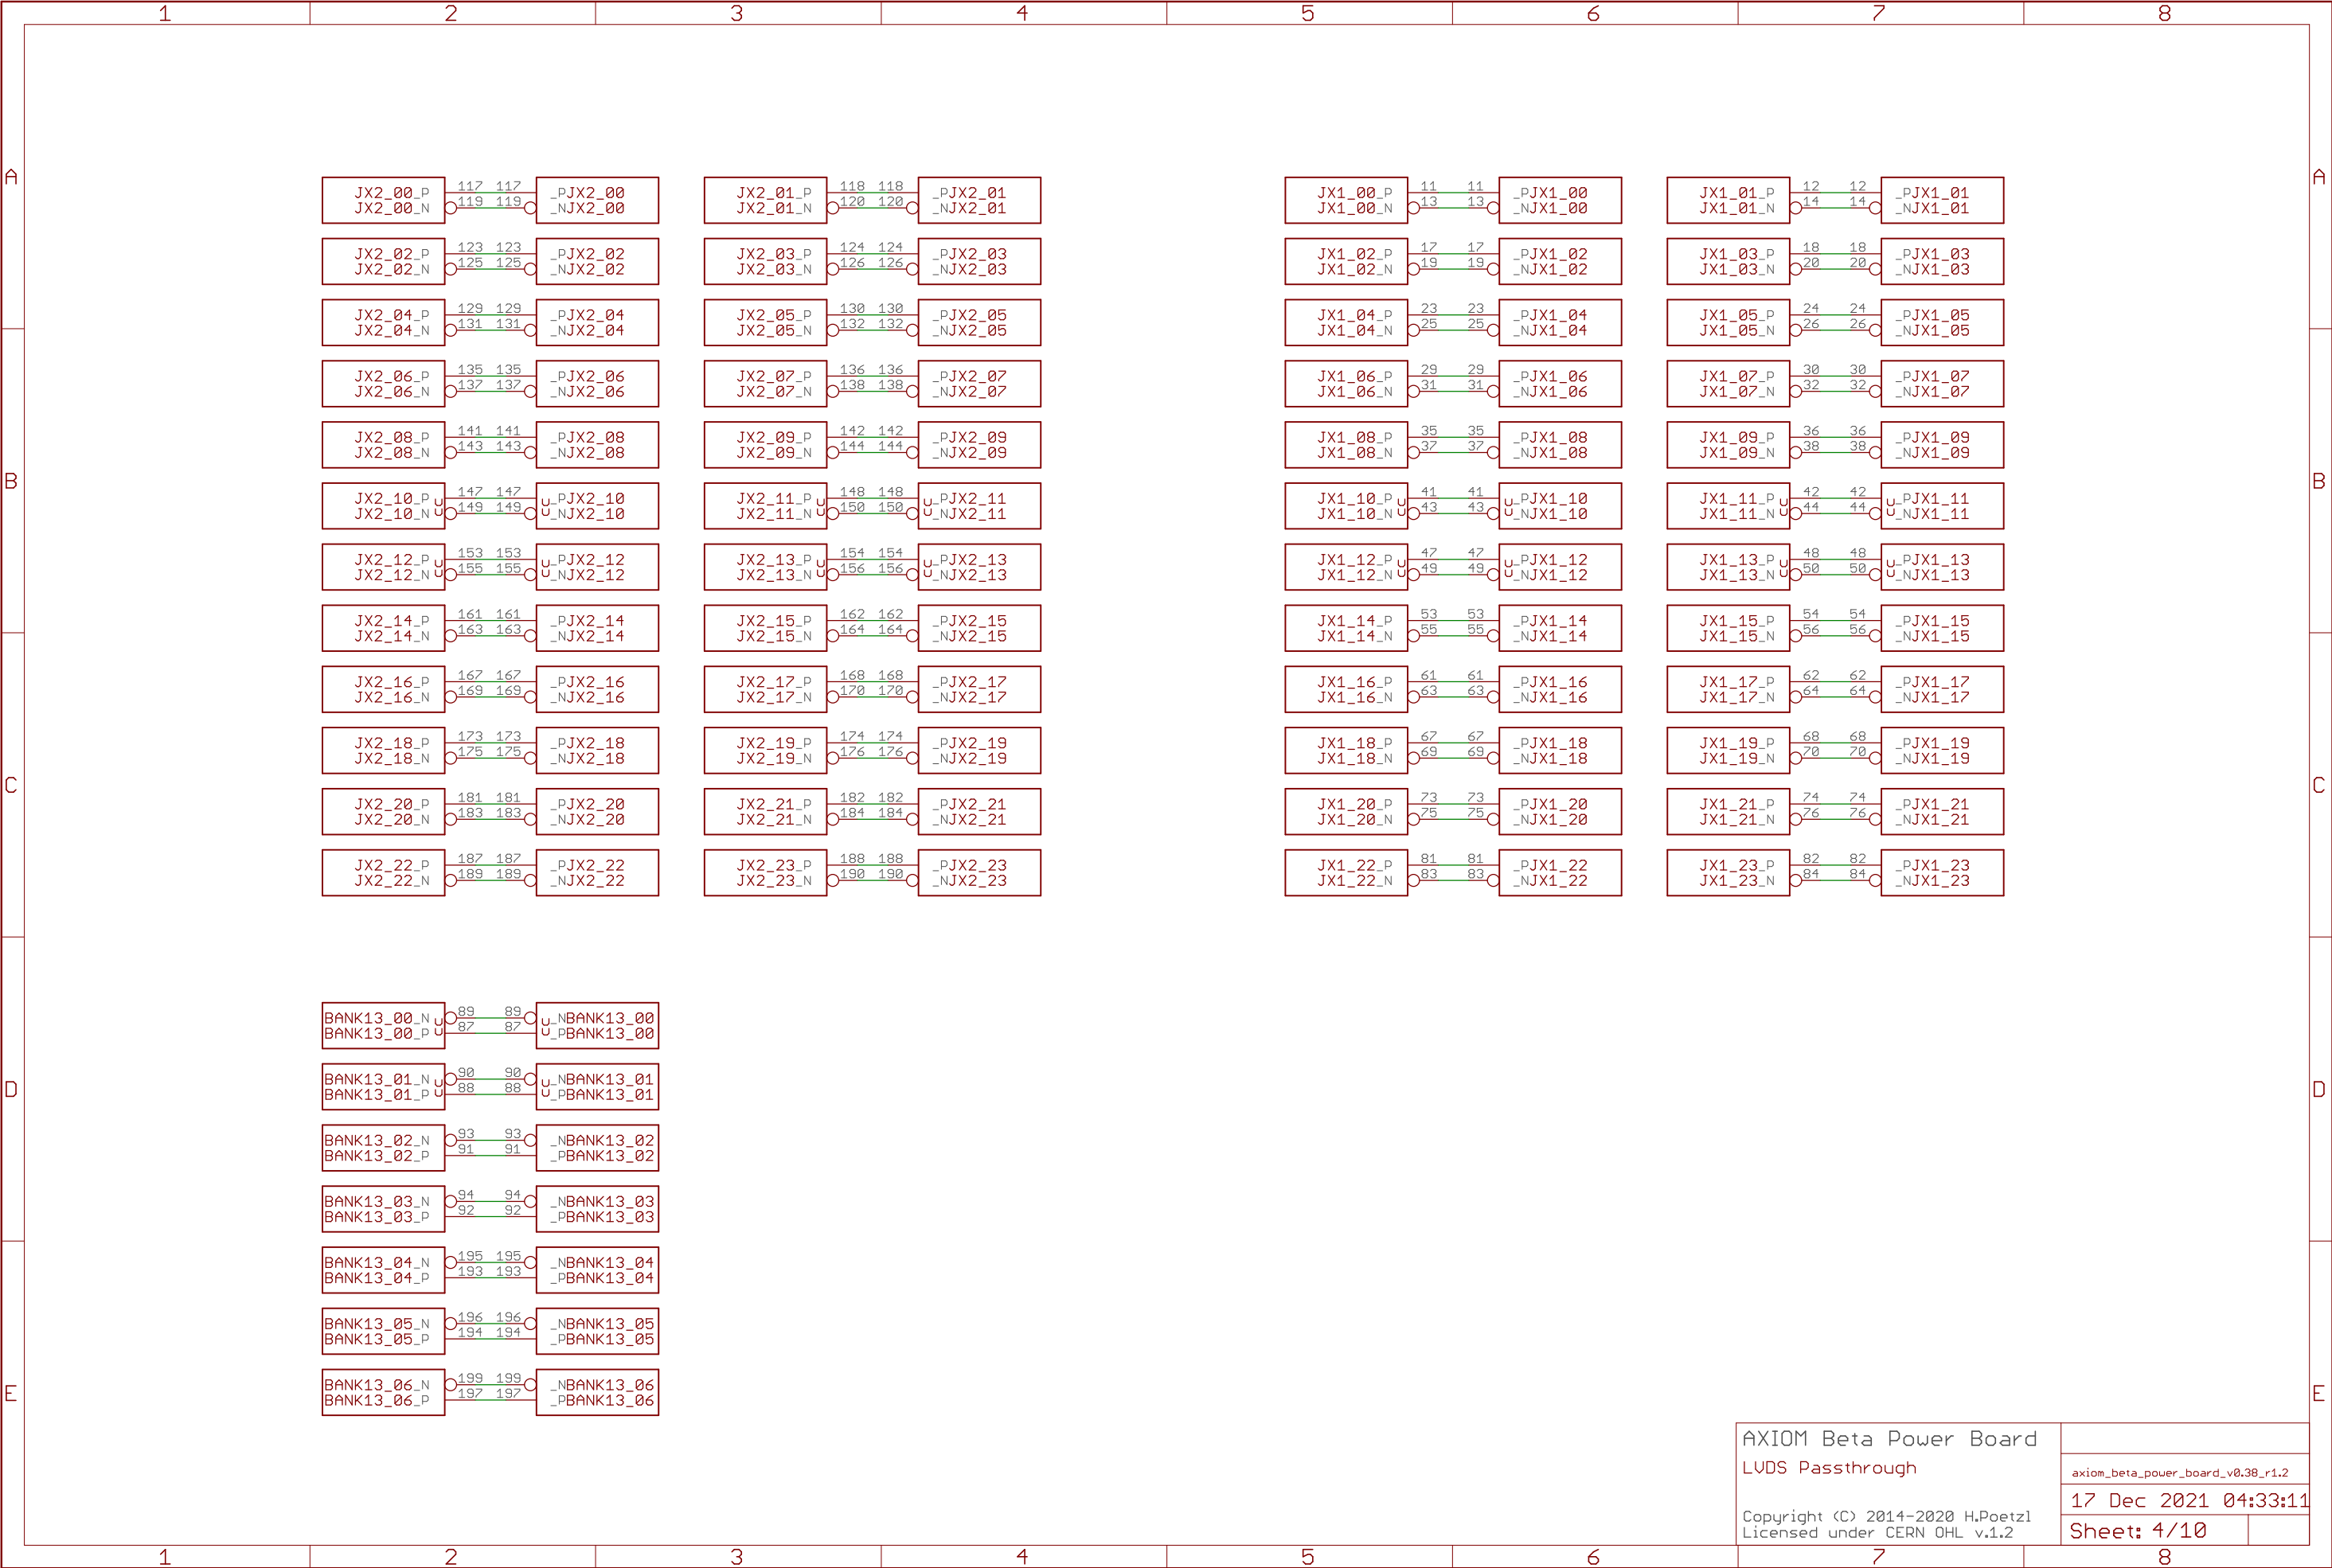 1 2 3 4 5 6 7 8
A A
JX2_00_P 117 117 _PJX2_00 JX2_01_P 118 118 _PJX2_01 JX1_00_P 11 11 _PJX1_00 JX1_01_P 12 12 _PJX1_01
JX2_00_N 119 119 _NJX2_00 JX2_01_N 120 120 _NJX2_01 JX1_00_N 13 13 _NJX1_00 JX1_01_N 14 14 _NJX1_01
JX2_02_P 123 123 _PJX2_02 JX2_03_P 124 124 _PJX2_03 JX1_02_P 17 17 _PJX1_02 JX1_03_P 18 18 _PJX1_03
JX2_02_N 125 125 _NJX2_02 JX2_03_N 126 126 _NJX2_03 JX1_02_N 19 19 _NJX1_02 JX1_03_N 20 20 _NJX1_03
JX2_04_P 129 129 _PJX2_04 JX2_05_P 130 130 _PJX2_05 JX1_04_P 23 23 _PJX1_04 JX1_05_P 24 24 _PJX1_05
JX2_04_N 131 131 _NJX2_04 JX2_05_N 132 132 _NJX2_05 JX1_04_N 25 25 _NJX1_04 JX1_05_N 26 26 _NJX1_05
JX2_06_P 135 135 _PJX2_06 JX2_07_P 136 136 _PJX2_07 JX1_06_P 29 29 _PJX1_06 JX1_07_P 30 30 _PJX1_07
JX2_06_N 137 137 _NJX2_06 JX2_07_N 138 138 _NJX2_07 JX1_06_N 31 31 _NJX1_06 JX1_07_N 32 32 _NJX1_07
JX2_08_P 141 141 _PJX2_08 JX2_09_P 142 142 _PJX2_09 JX1_08_P 35 35 _PJX1_08 JX1_09_P 36 36 _PJX1_09
JX2_08_N 143 143 _NJX2_08 JX2_09_N 144 144 _NJX2_09 JX1_08_N 37 37 _NJX1_08 JX1_09_N 38 38 _NJX1_09
B B
JX2_10_P 147 147 _PJX2_10 JX2_11_P 148 148 _PJX2_11 JX1_10_P 41 41 _PJX1_10 JX1_11_P 42 42 _PJX1_11
JX2_10_N 149 149 _NJX2_10 JX2_11_N 150 150 _NJX2_11 JX1_10_N 43 43 _NJX1_10 JX1_11_N 44 44 _NJX1_11
JX2_12_P 153 153 _PJX2_12 JX2_13_P 154 154 _PJX2_13 JX1_12_P 47 47 _PJX1_12 JX1_13_P 48 48 _PJX1_13
JX2_12_N 155 155 _NJX2_12 JX2_13_N 156 156 _NJX2_13 JX1_12_N 49 49 _NJX1_12 JX1_13_N 50 50 _NJX1_13
JX2_14_P 161 161 _PJX2_14 JX2_15_P 162 162 _PJX2_15 JX1_14_P 53 53 _PJX1_14 JX1_15_P 54 54 _PJX1_15
JX2_14_N 163 163 _NJX2_14 JX2_15_N 164 164 _NJX2_15 JX1_14_N 55 55 _NJX1_14 JX1_15_N 56 56 _NJX1_15
JX2_16_P 167 167 _PJX2_16 JX2_17_P 168 168 _PJX2_17 JX1_16_P 61 61 _PJX1_16 JX1_17_P 62 62 _PJX1_17
JX2_16_N 169 169 _NJX2_16 JX2_17_N 170 170 _NJX2_17 JX1_16_N 63 63 _NJX1_16 JX1_17_N 64 64 _NJX1_17
JX2_18_P 173 173 _PJX2_18 JX2_19_P 174 174 _PJX2_19 JX1_18_P 67 67 _PJX1_18 JX1_19_P 68 68 _PJX1_19
JX2_18_N 175 175 _NJX2_18 JX2_19_N 176 176 _NJX2_19 JX1_18_N 69 69 _NJX1_18 JX1_19_N 70 70 _NJX1_19
C C
JX2_20_P 181 181 _PJX2_20 JX2_21_P 182 182 _PJX2_21 JX1_20_P 73 73 _PJX1_20 JX1_21_P 74 74 _PJX1_21
JX2_20_N 183 183 _NJX2_20 JX2_21_N 184 184 _NJX2_21 JX1_20_N 75 75 _NJX1_20 JX1_21_N 76 76 _NJX1_21
JX2_22_P 187 187 _PJX2_22 JX2_23_P 188 188 _PJX2_23 JX1_22_P 81 81 _PJX1_22 JX1_23_P 82 82 _PJX1_23
JX2_22_N 189 189 _NJX2_22 JX2_23_N 190 190 _NJX2_23 JX1_22_N 83 83 _NJX1_22 JX1_23_N 84 84 _NJX1_23
BANK13_00_N 89 89 _NBANK13_00
BANK13_00_P 87 87 _PBANK13_00
BANK13_01_N 90 90 _NBANK13_01
D D
BANK13_01_P 88 88 _PBANK13_01
BANK13_02_N 93 93 _NBANK13_02
BANK13_02_P 91 91 _PBANK13_02
BANK13_03_N 94 94 _NBANK13_03
BANK13_03_P 92 92 _PBANK13_03
BANK13_04_N 195 195 _NBANK13_04
BANK13_04_P 193 193 _PBANK13_04
BANK13_05_N 196 196 _NBANK13_05
BANK13_05_P 194 194 _PBANK13_05
BANK13_06_N 199 199 _NBANK13_06
E E
BANK13_06_P 197 197 _PBANK13_06
AXIOM Beta Power Board
LVDS Passthrough
axiom_beta_power_board_v0.38_r1.2
17 Dec 2021 04:33:11
Copyright (C) 2014-2020 H.Poetzl
Licensed under CERN OHL v.1.2
Sheet: 4/10
1 2 3 4 5 6 7 8